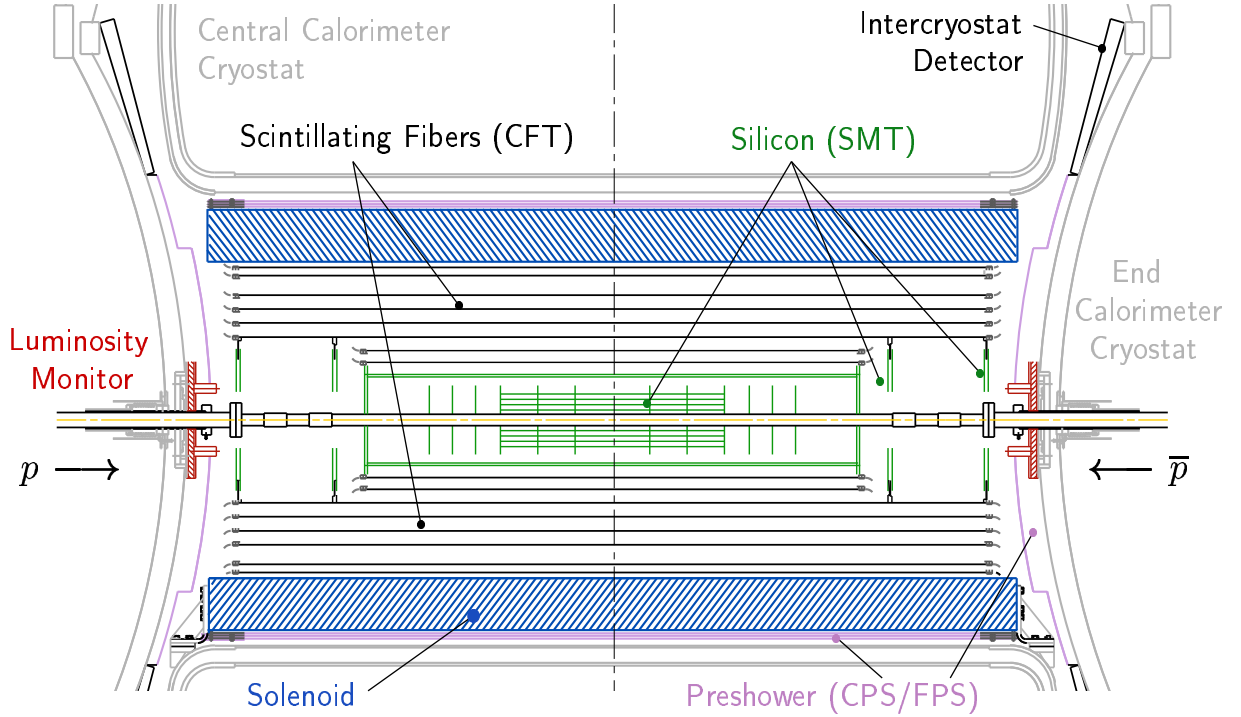 Central Calorimeter
Cryostat
Intercryostat
Detector
Scintillating Fibers (CFT)
Silicon (SMT)
End
Calorimeter
Cryostat
Luminosity
Monitor
p
p̅
Solenoid
Preshower (CPS/FPS)